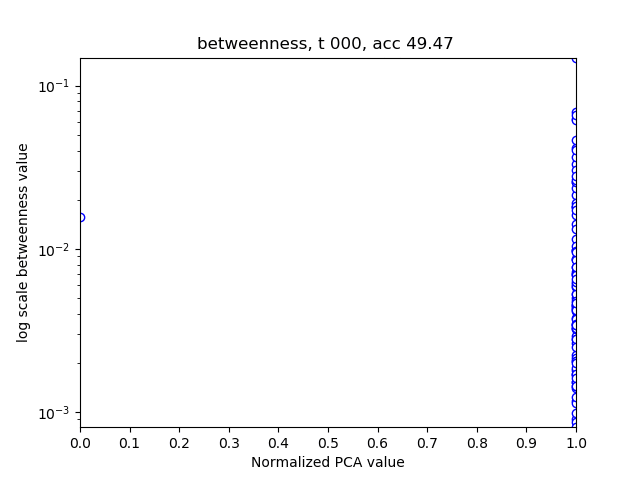 betweenness, t 000, acc 49.47
log scale betweenness value
10⁻¹
10⁻²
10⁻³
0.0 0.1 0.2 0.3 0.4 0.5 0.6 0.7 0.8 0.9 1.0
Normalized PCA value